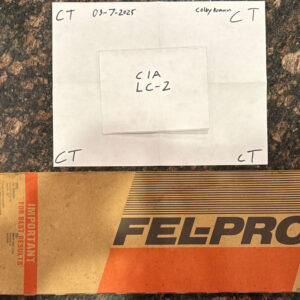 CT 03-7-2025 Colby Brown CT
CIA
LC-2
CT CT
IMPORTANT
FOR BEST RESULTS
FEL-PRO